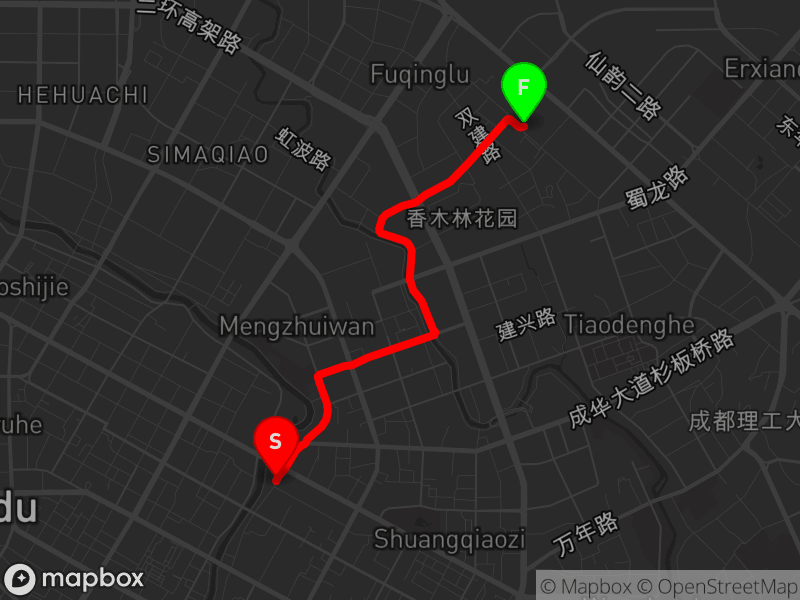 二环高架路
Fuqinglu
仙韵二路
Erxian
HEHUACHI
双建路
虹波路
SIMAQIAO
蜀龙路
香木林花园
oshijie
Mengzhuiwan
建兴路
Tiaodenghe
成华大道杉板桥路
ruhe
成都理工大
S
F
du
Shuangqiaozi
万年路
mapbox
© Mapbox © OpenStreetMap